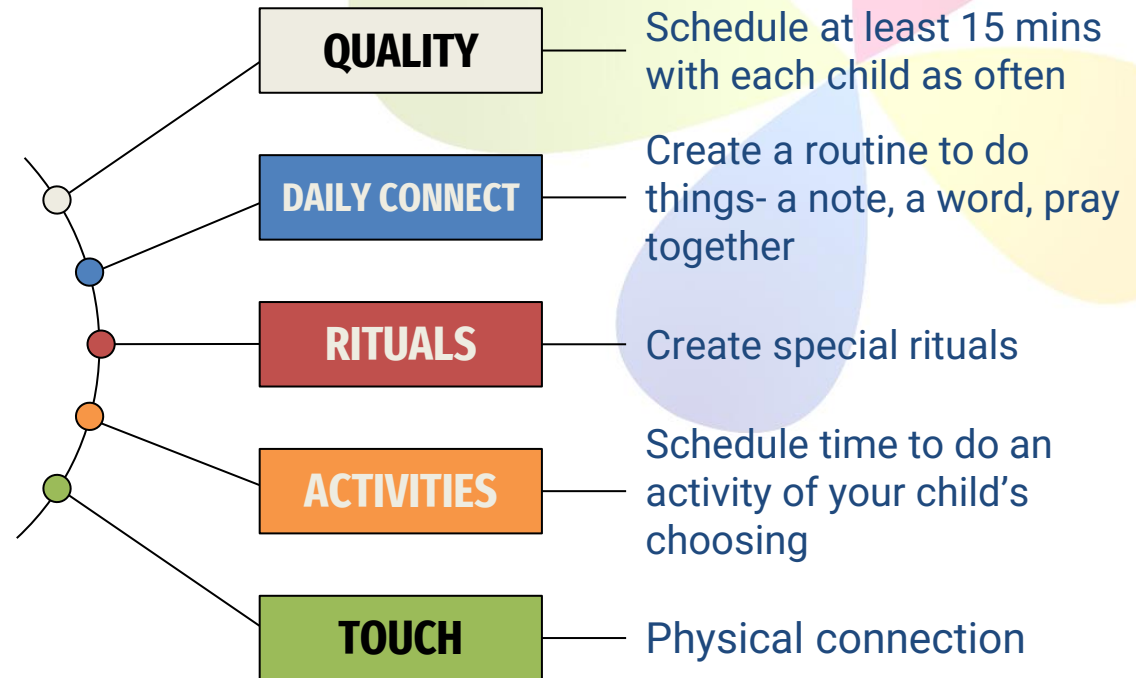 QUALITY
Schedule at least 15 mins
with each child as often
DAILY CONNECT
Create a routine to do
things- a note, a word, pray
together
RITUALS
Create special rituals
ACTIVITIES
Schedule time to do an
activity of your child’s
choosing
TOUCH
Physical connection